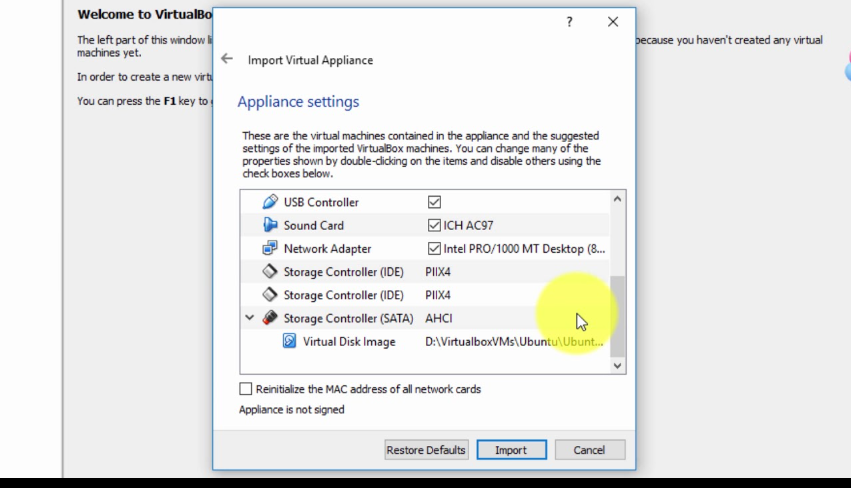 Welcome to VirtualBo
The left part of this window li
because you haven't created any virtual
machines yet.
In order to create a new virtu
You can press the F1 key to
?
Import Virtual Appliance
Appliance settings
These are the virtual machines contained in the appliance and the suggested
settings of the imported VirtualBox machines. You can change many of the
properties shown by double-clicking on the items and disable others using the
check boxes below.
USB Controller
Sound Card ICH AC97
Network Adapter Intel PRO/1000 MT Desktop (8...
Storage Controller (IDE) PIIX4
Storage Controller (IDE) PIIX4
Storage Controller (SATA) AHCI
Virtual Disk Image D:\VirtualboxVMs\Ubuntu\Ubunt...
Reinitialize the MAC address of all network cards
Appliance is not signed
Restore Defaults Import Cancel